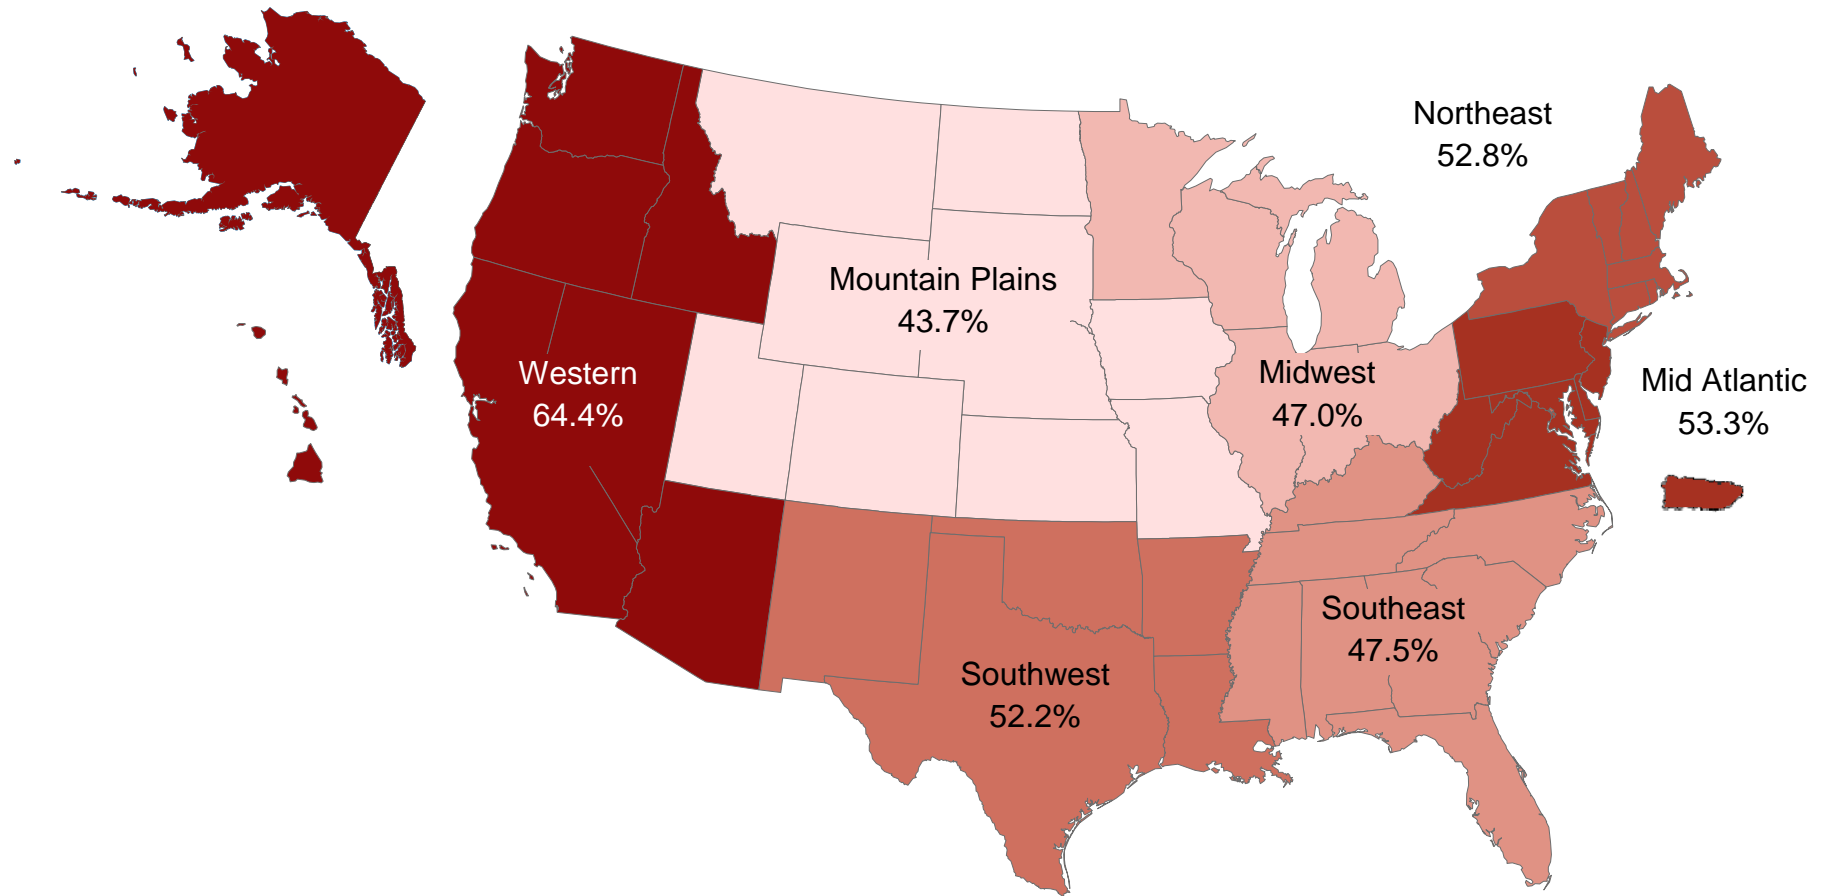 Northeast
52.8%
Mountain Plains
43.7%
Western
64.4%
Midwest
47.0%
Mid Atlantic
53.3%
Southeast
47.5%
Southwest
52.2%